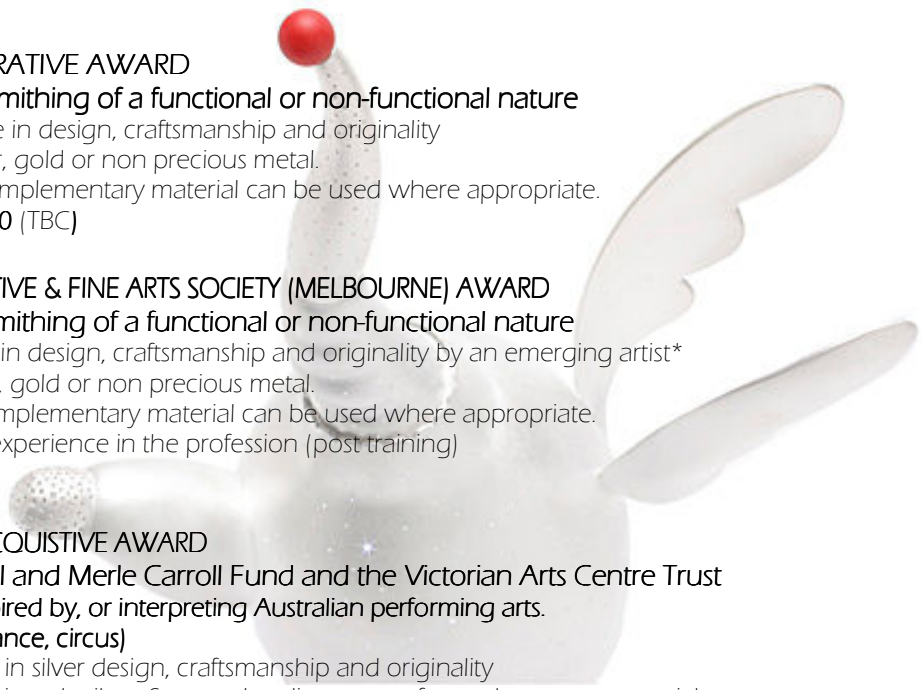 RATIVE AWARD
mithing of a functional or non-functional nature
e in design, craftsmanship and originality
r, gold or non precious metal.
mplementary material can be used where appropriate.
0 (TBC)
TIVE & FINE ARTS SOCIETY (MELBOURNE) AWARD
mithing of a functional or non-functional nature
in design, craftsmanship and originality by an emerging artist*
, gold or non precious metal.
mplementary material can be used where appropriate.
experience in the profession (post training)
CQUISTIVE AWARD
l and Merle Carroll Fund and the Victorian Arts Centre Trust
ired by, or interpreting Australian performing arts.
ance, circus)
in silver design, craftsmanship and originality